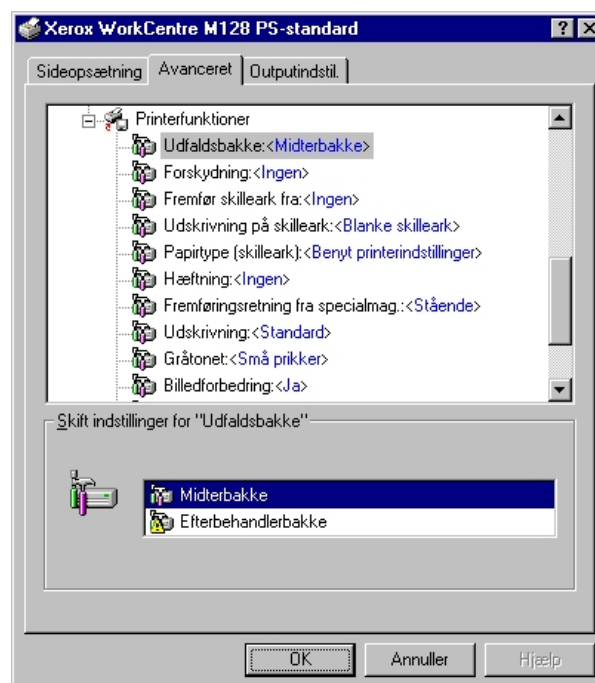 Xerox WorkCentre M128 PS-standard
Sideopsætning Avanceret Outputindstil.
Printerfunktioner
Udfaldsbakke:<Midterbakke>
Forskydning:<Ingen>
Fremfør skilleark fra:<Ingen>
Udskrivning på skilleark:<Blanke skilleark>
Papirtype (skilleark):<Benyt printerindstillinger>
Hæftning:<Ingen>
Fremføringsretning fra specialmag.:<Stående>
Udskrivning:<Standard>
Gråtonet:<Små prikker>
Billedforbedring:<Ja>
Skift indstillinger for "Udfaldsbakke"
Midterbakke
Efterbehandlerbakke
OK Annuller Hjælp